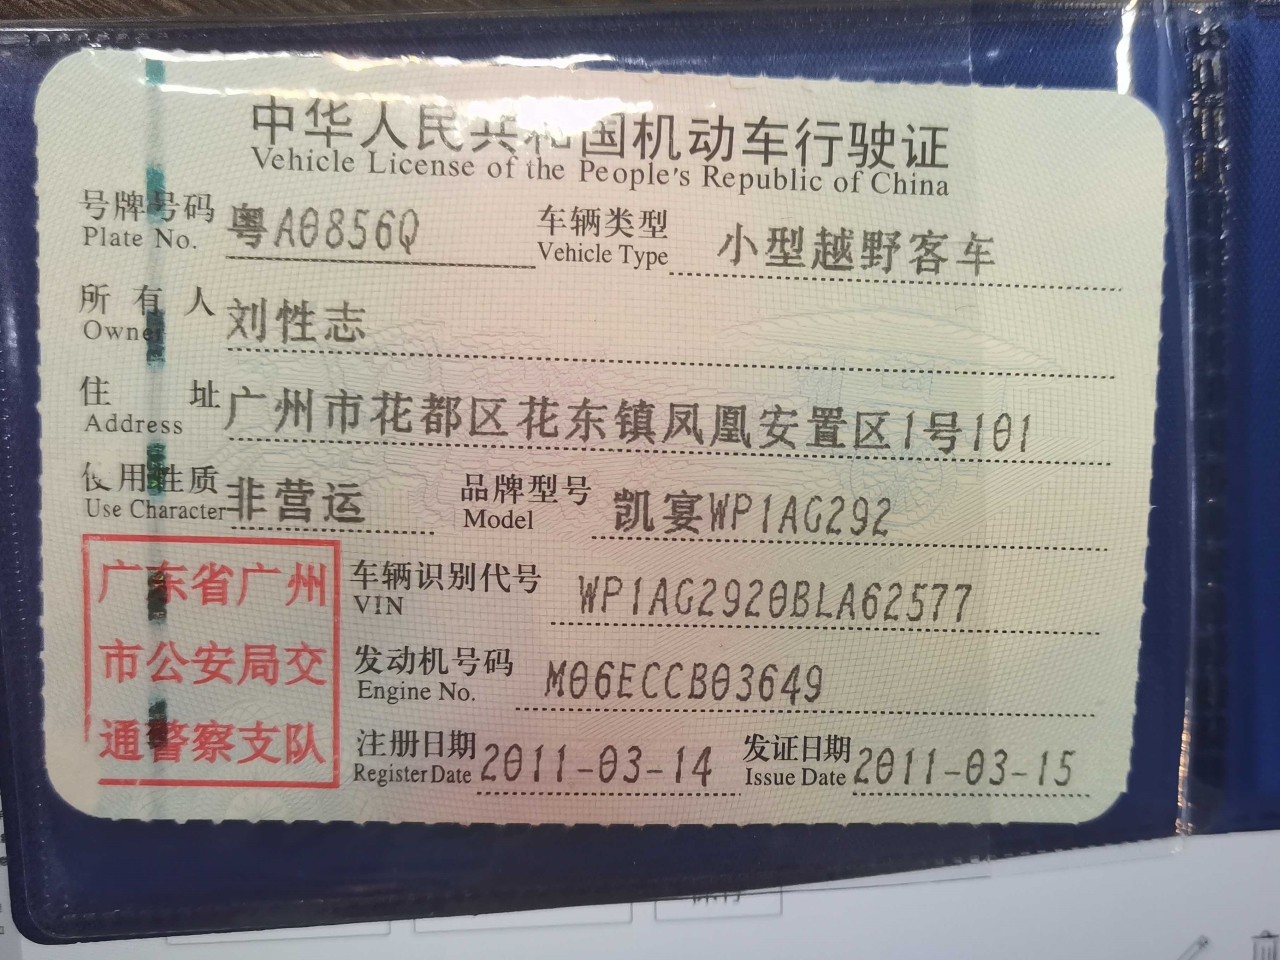 中华人民共和国机动车行驶证
Vehicle License of the People's Republic of China
号牌号码 粤A0856Q 车辆类型 小型越野客车
Plate No. Vehicle Type
所有人 刘性志
Owner
住址 广州市花都区花东镇凤凰安置区1号101
Address
使用性质 非营运 品牌型号 凯宴WP1AG292
Use Character Model
广东省广州
市公安局交
通警察支队
车辆识别代号 WP1AG2920BLA62577
VIN
发动机号码 M06ECCB03649
Engine No.
注册日期 2011-03-14 发证日期 2011-03-15
Register Date Issue Date